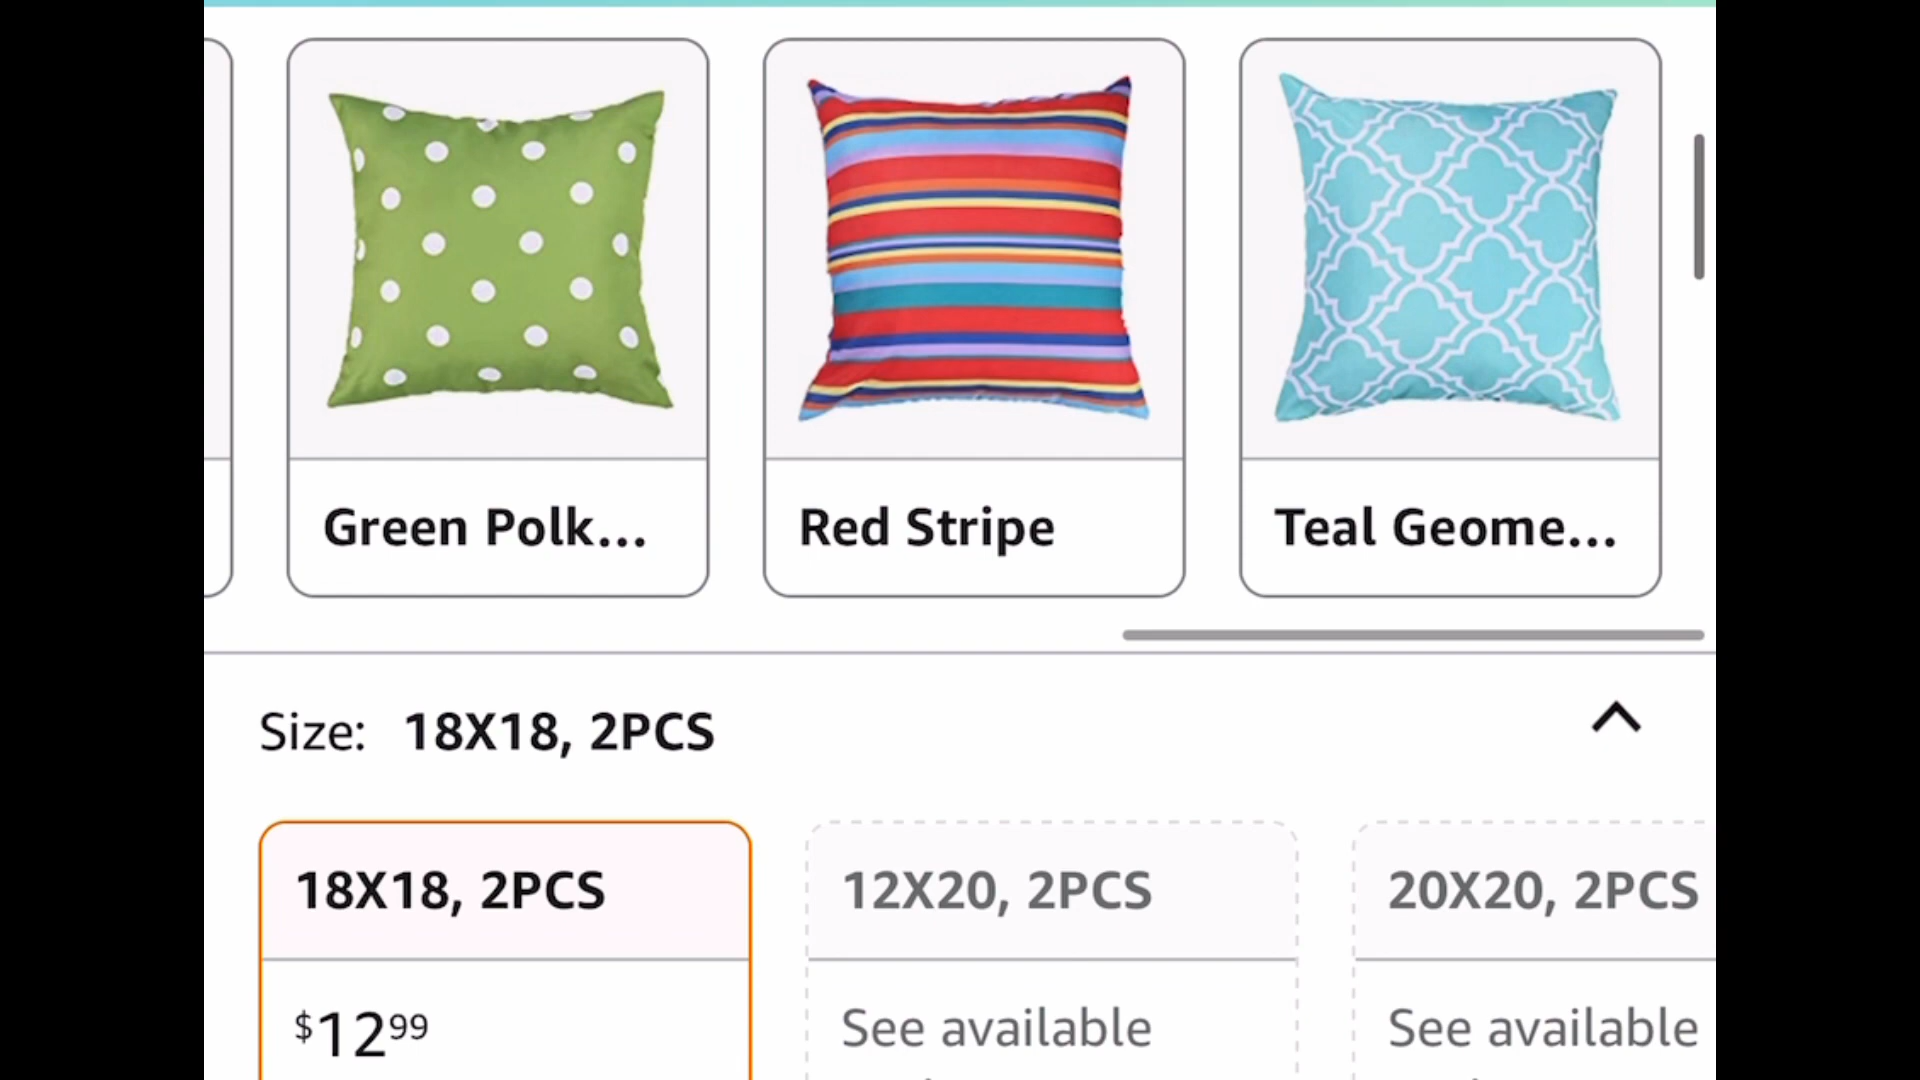 Green Polk...
Red Stripe
Teal Geome...
Size: 18X18, 2PCS
18X18, 2PCS
12X20, 2PCS
20X20, 2PCS
$12.99
See available
See available